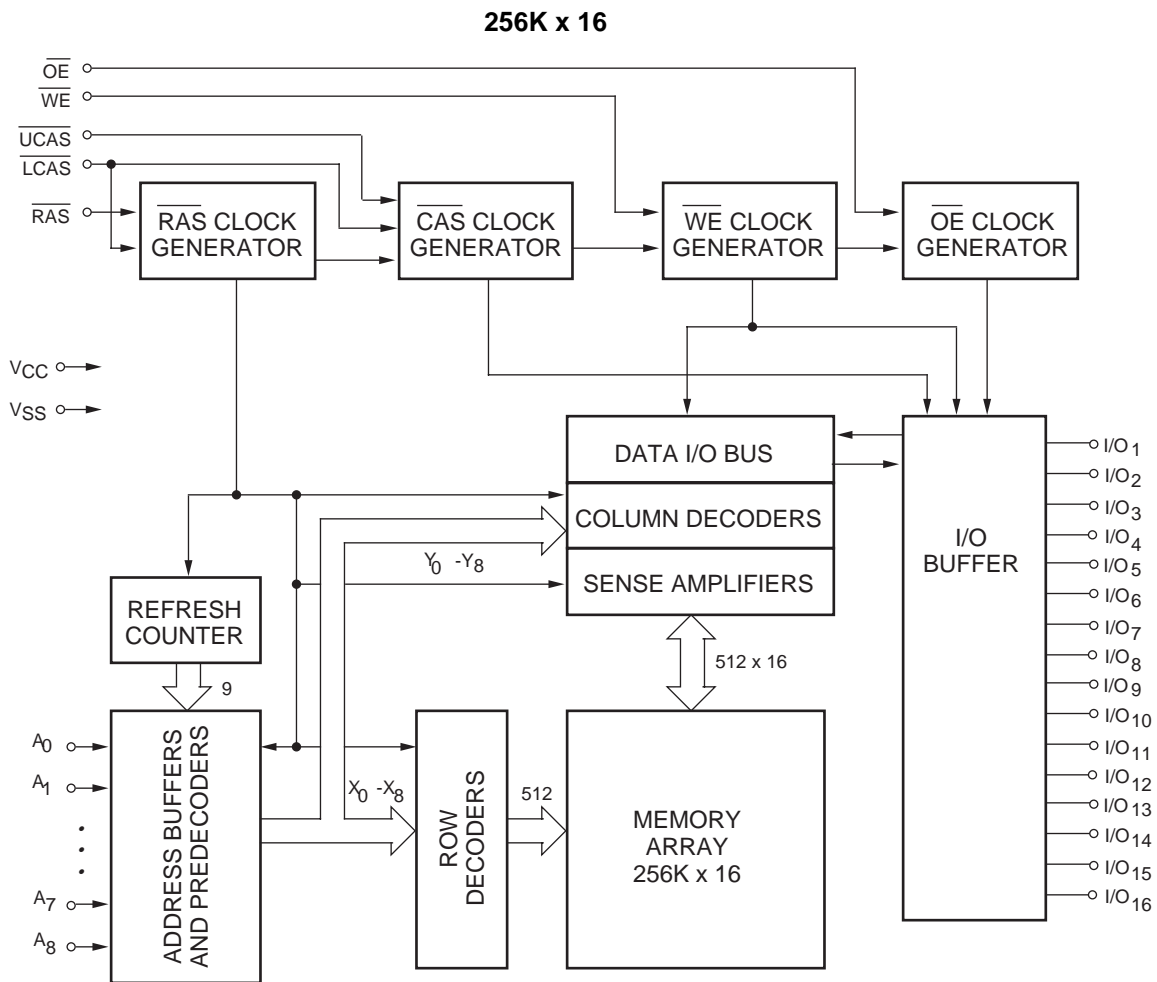 256K x 16
OE
WE
UCAS
LCAS
RAS
RAS CLOCK
GENERATOR
CAS CLOCK
GENERATOR
WE CLOCK
GENERATOR
OE CLOCK
GENERATOR
VCC
VSS
DATA I/O BUS
COLUMN DECODERS
SENSE AMPLIFIERS
Y0 -Y8
REFRESH
COUNTER
9
512 x 16
I/O
BUFFER
I/O1
I/O2
I/O3
I/O4
I/O5
I/O6
I/O7
I/O8
I/O9
I/O10
I/O11
I/O12
I/O13
I/O14
I/O15
I/O16
A0
A1
•
•
•
A7
A8
ADDRESS BUFFERS
AND PREDECODERS
X0 -X8
ROW
DECODERS
512
MEMORY
ARRAY
256K x 16